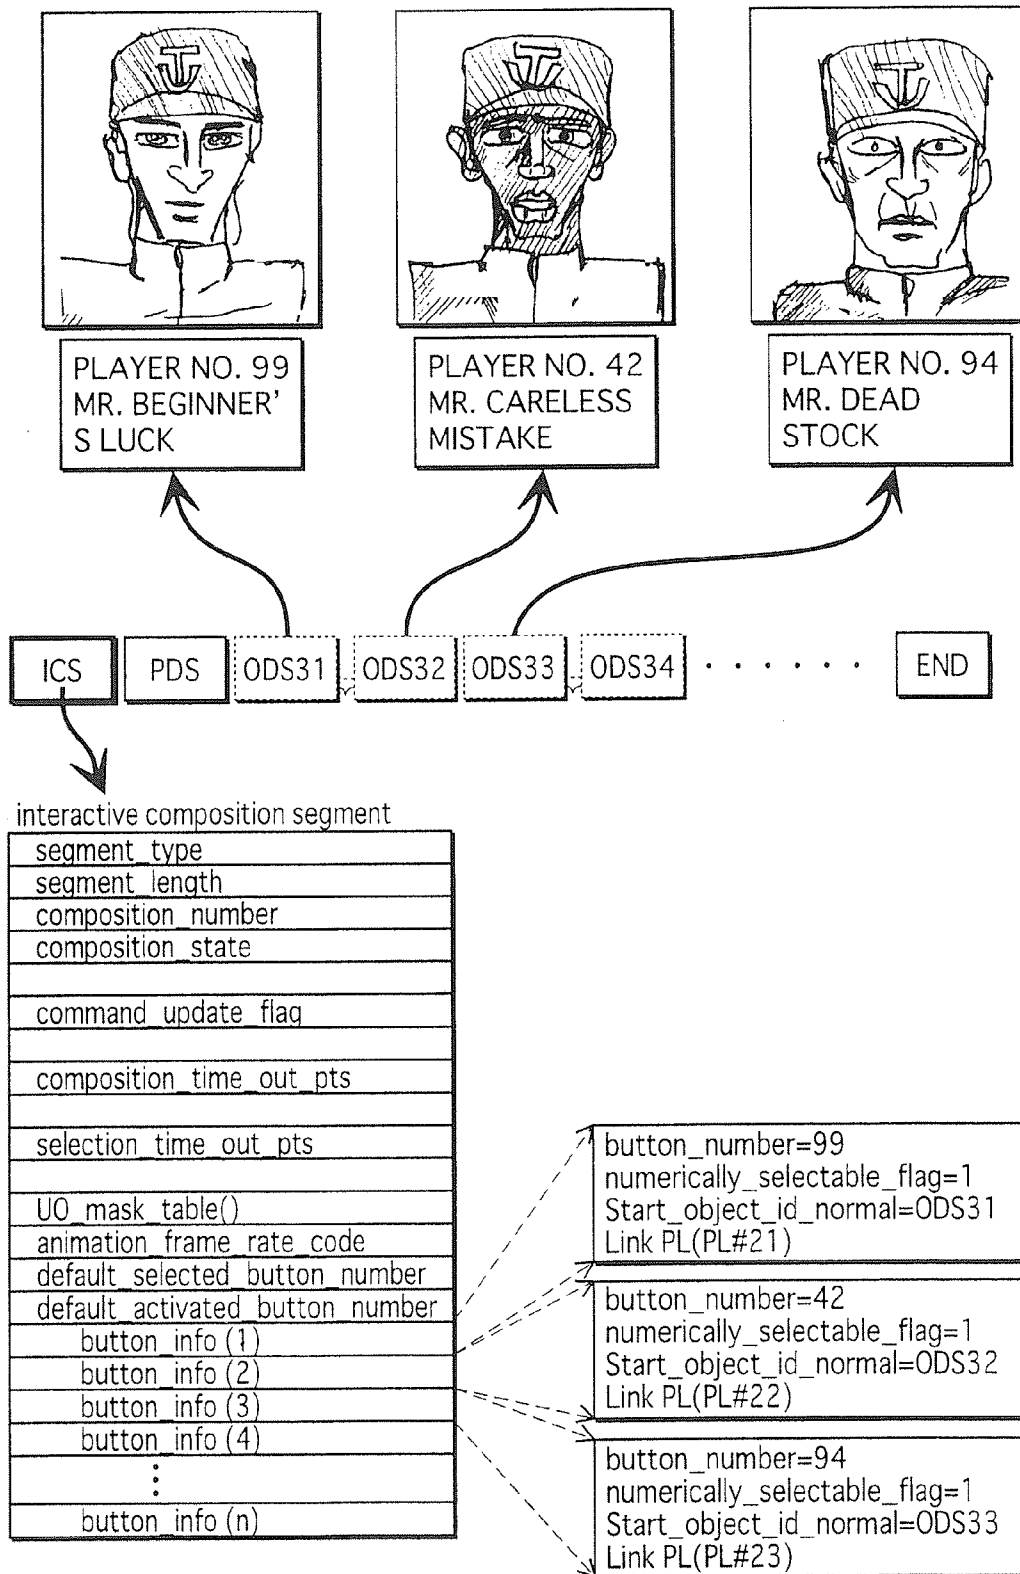 PLAYER NO. 99
MR. BEGINNER'
S LUCK
PLAYER NO. 42
MR. CARELESS
MISTAKE
PLAYER NO. 94
MR. DEAD
STOCK
ICS
PDS
ODS31
ODS32
ODS33
ODS34
. . . . . . .
END
interactive composition segment
segment_type
segment_length
composition_number
composition_state
command_update_flag
composition_time_out_pts
selection_time_out_pts
UO_mask_table()
animation_frame_rate_code
default_selected_button_number
default_activated_button_number
button_info (1)
button_info (2)
button_info (3)
button_info (4)
button_info (n)
button_number=99
numerically_selectable_flag=1
Start_object_id_normal=ODS31
Link PL(PL#21)
button_number=42
numerically_selectable_flag=1
Start_object_id_normal=ODS32
Link PL(PL#22)
button_number=94
numerically_selectable_flag=1
Start_object_id_normal=ODS33
Link PL(PL#23)